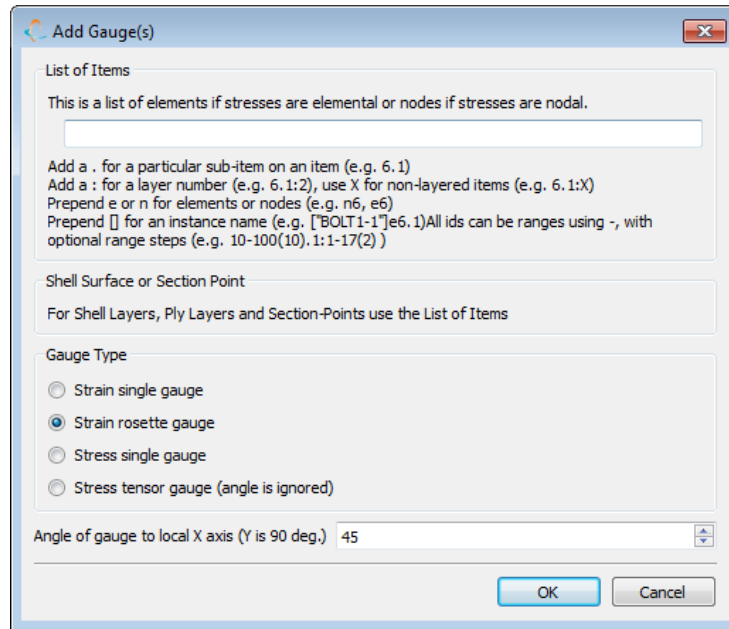 Add Gauge(s)
List of Items
This is a list of elements if stresses are elemental or nodes if stresses are nodal.
Add a . for a particular sub-item on an item (e.g. 6.1)
Add a : for a layer number (e.g. 6.1:2), use X for non-layered items (e.g. 6.1:X)
Prepend e or n for elements or nodes (e.g. n6, e6)
Prepend [] for an instance name (e.g. ["BOLT1-1"]e6.1)All ids can be ranges using -, with
optional range steps (e.g. 10-100(10).1:1-17(2) )
Shell Surface or Section Point
For Shell Layers, Ply Layers and Section-Points use the List of Items
Gauge Type
Strain single gauge
Strain rosette gauge
Stress single gauge
Stress tensor gauge (angle is ignored)
Angle of gauge to local X axis (Y is 90 deg.) 45
OK Cancel